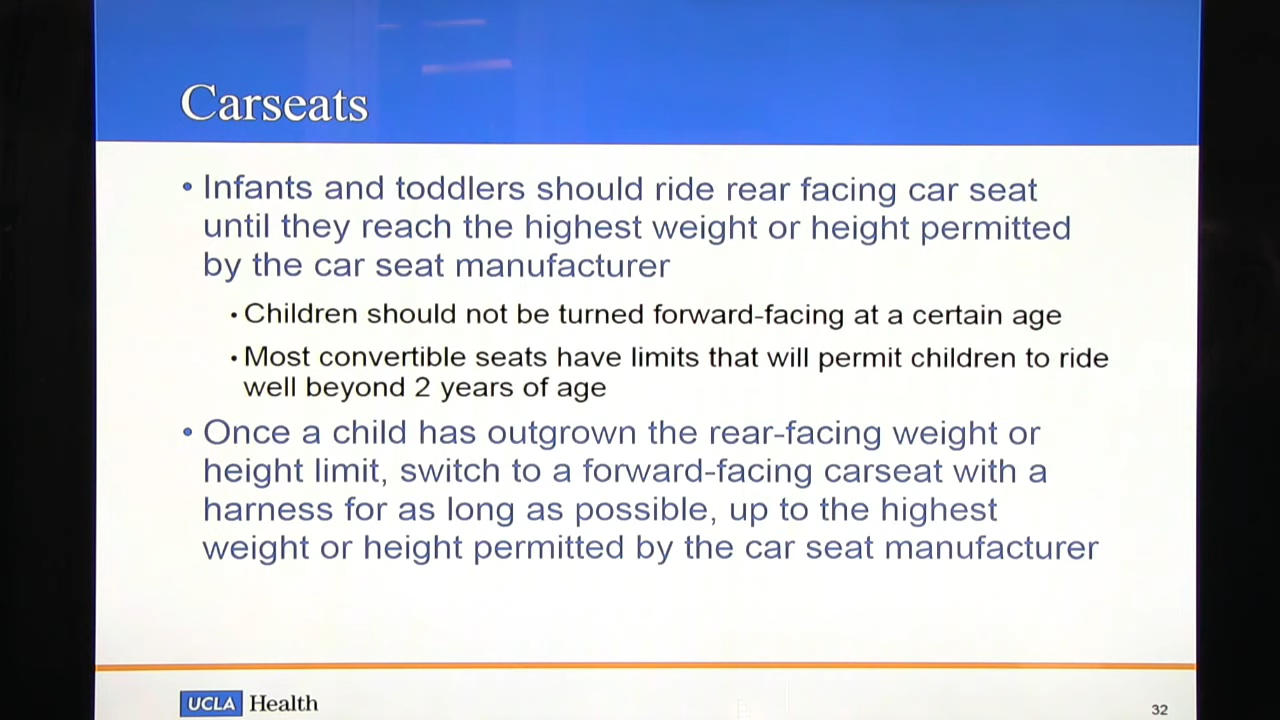 Carseats
• Infants and toddlers should ride rear facing car seat
until they reach the highest weight or height permitted
by the car seat manufacturer
• Children should not be turned forward-facing at a certain age
• Most convertible seats have limits that will permit children to ride
well beyond 2 years of age
• Once a child has outgrown the rear-facing weight or
height limit, switch to a forward-facing carseat with a
harness for as long as possible, up to the highest
weight or height permitted by the car seat manufacturer
UCLA Health
32